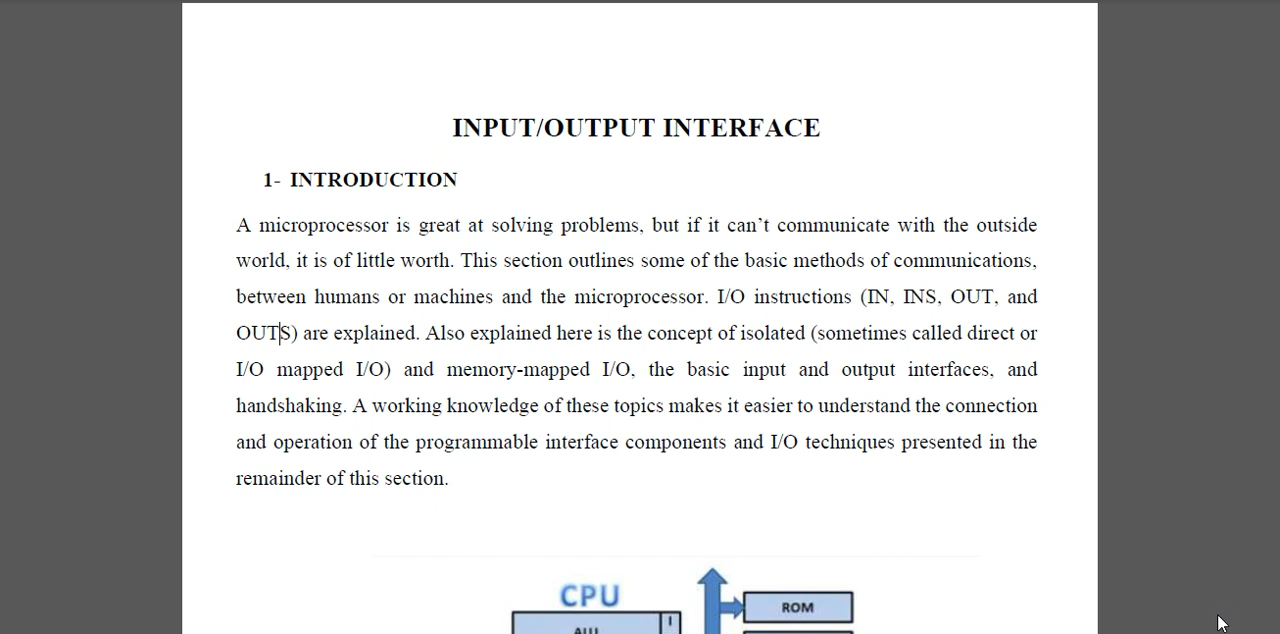 INPUT/OUTPUT INTERFACE
1- INTRODUCTION
A microprocessor is great at solving problems, but if it can’t communicate with the outside
world, it is of little worth. This section outlines some of the basic methods of communications,
between humans or machines and the microprocessor. I/O instructions (IN, INS, OUT, and
OUTS) are explained. Also explained here is the concept of isolated (sometimes called direct or
I/O mapped I/O) and memory-mapped I/O, the basic input and output interfaces, and
handshaking. A working knowledge of these topics makes it easier to understand the connection
and operation of the programmable interface components and I/O techniques presented in the
remainder of this section.
CPU
ROM
ALU
I